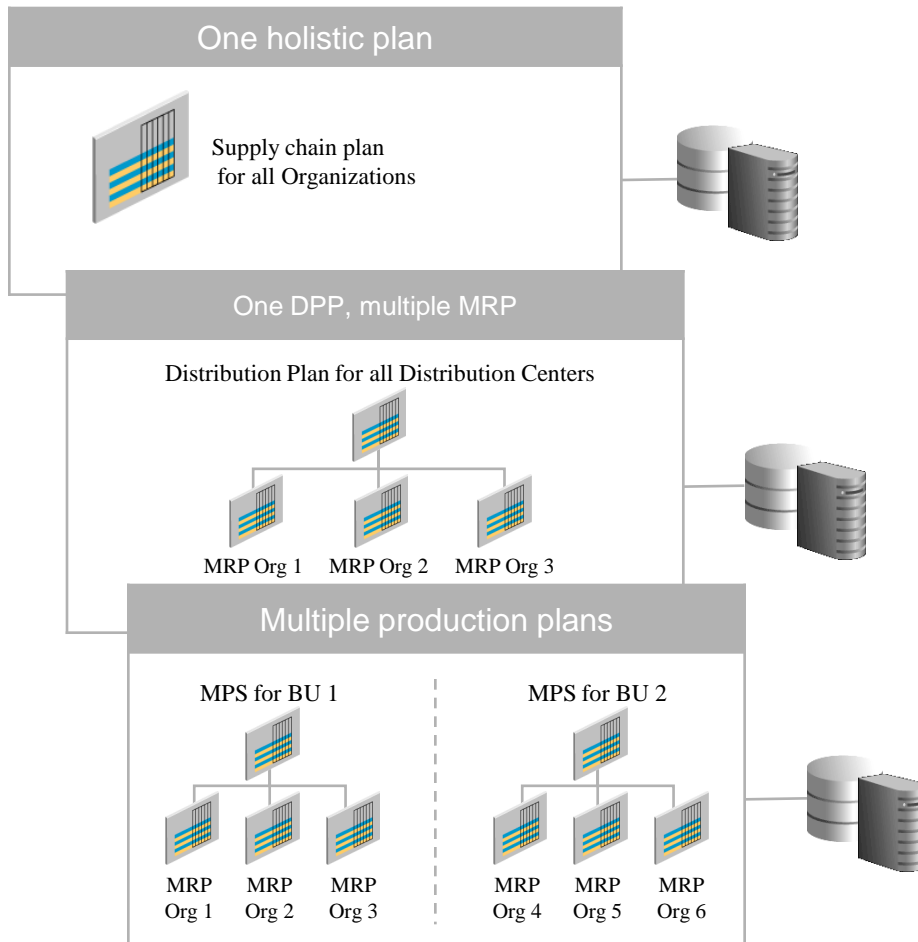 One holistic plan
Supply chain plan
for all Organizations
One DPP, multiple MRP
Distribution Plan for all Distribution Centers
MRP Org 1 MRP Org 2 MRP Org 3
Multiple production plans
MPS for BU 1 MPS for BU 2
MRP MRP MRP MRP MRP MRP
Org 1 Org 2 Org 3 Org 4 Org 5 Org 6